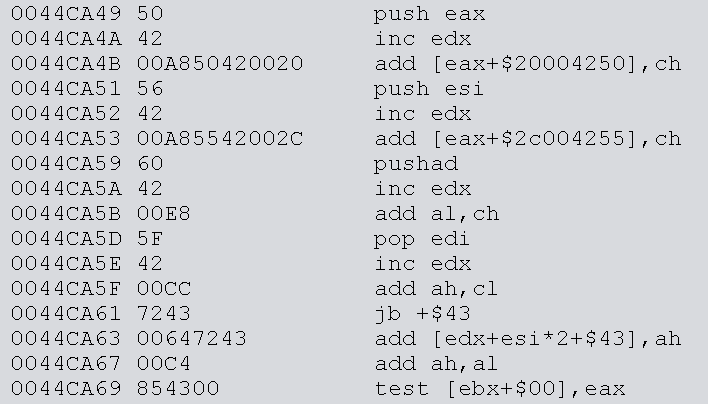 0044CA49 50 push eax
0044CA4A 42 inc edx
0044CA4B 00A850420020 add [eax+$20004250],ch
0044CA51 56 push esi
0044CA52 42 inc edx
0044CA53 00A85542002C add [eax+$2c004255],ch
0044CA59 60 pushad
0044CA5A 42 inc edx
0044CA5B 00E8 add al,ch
0044CA5D 5F pop edi
0044CA5E 42 inc edx
0044CA5F 00CC add ah,cl
0044CA61 7243 jb +$43
0044CA63 00647243 add [edx+esi*2+$43],ah
0044CA67 00C4 add ah,al
0044CA69 854300 test [ebx+$00],eax